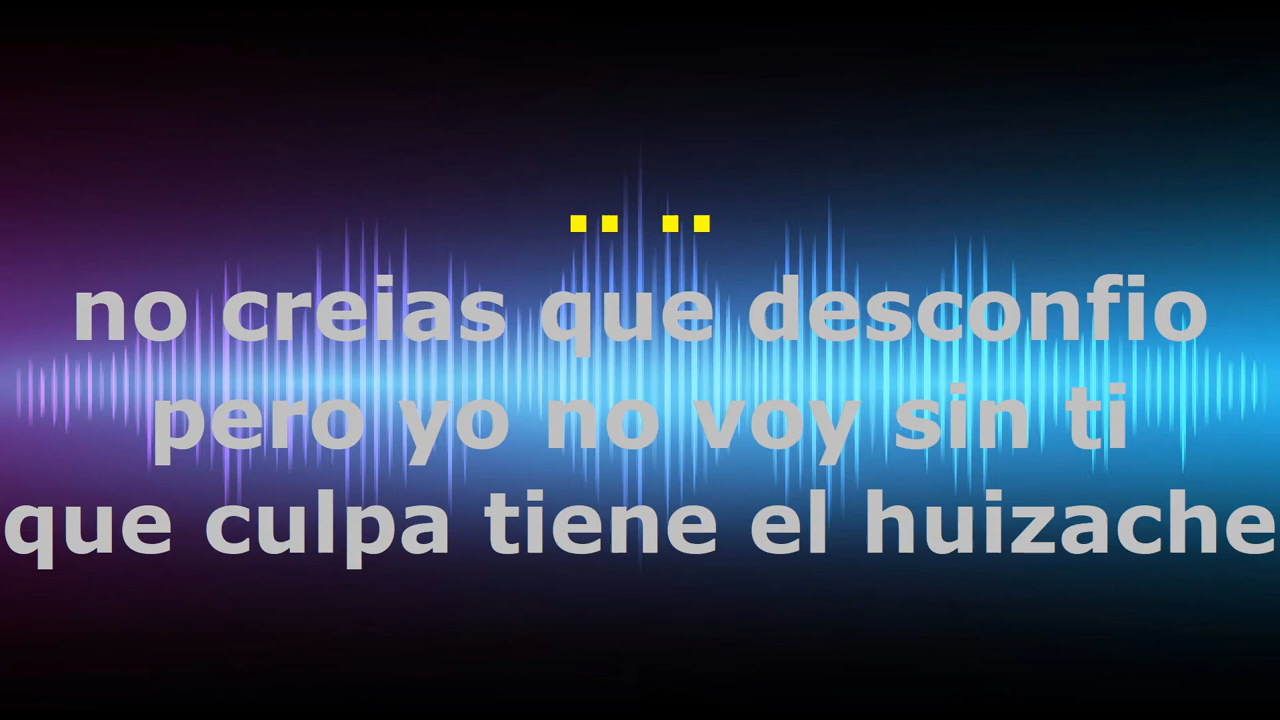 .. ..
no creias que desconfio
pero yo no voy sin ti
que culpa tiene el huizache